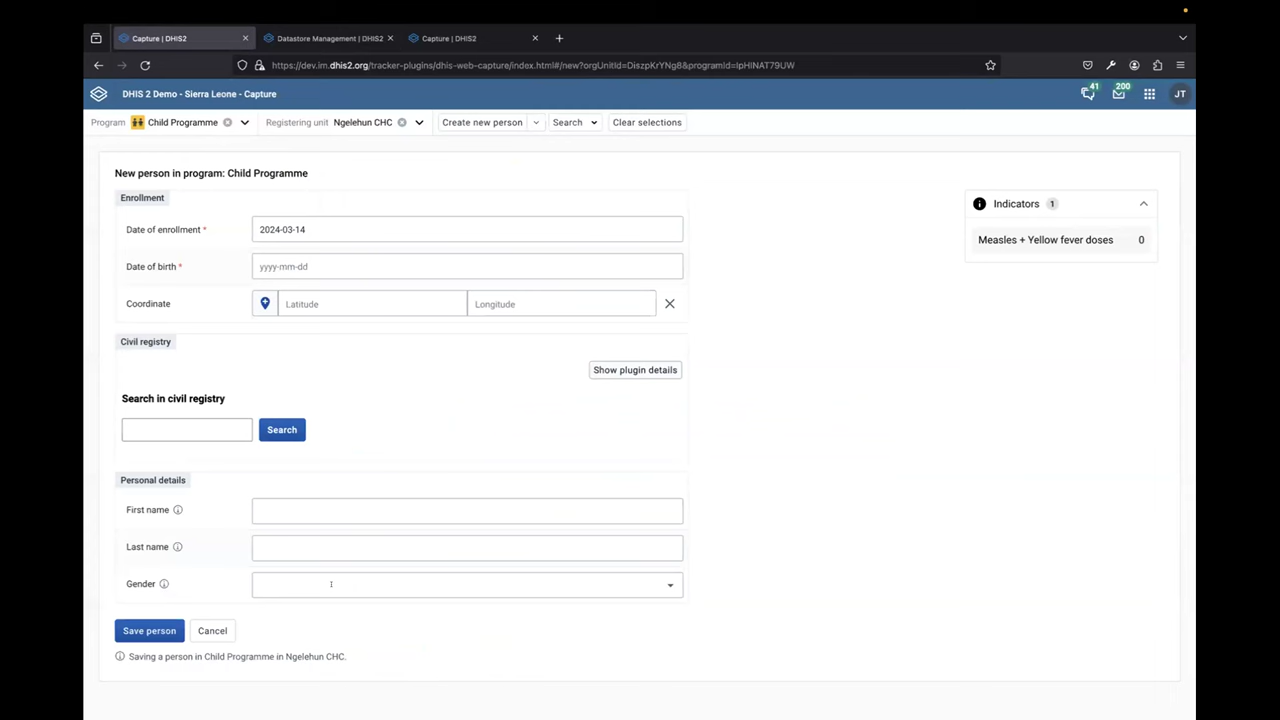 Capture | DHIS2
Datastore Management | DHIS2
Capture | DHIS2
https://dev.im.dhis2.org/tracker-plugins/dhis-web-capture/index.html#/new?orgUnitId=DiszpKrYNg8&programId=IpHINAT79UW
DHIS 2 Demo - Sierra Leone - Capture
41
200
JT
Program Child Programme
Registering unit Ngelehun CHC
Create new person
Search
Clear selections
New person in program: Child Programme
Enrollment
Date of enrollment *
2024-03-14
Date of birth *
yyyy-mm-dd
Coordinate
Latitude
Longitude
Civil registry
Show plugin details
Search in civil registry
Search
Personal details
First name
Last name
Gender
Save person
Cancel
Saving a person in Child Programme in Ngelehun CHC.
Indicators 1
Measles + Yellow fever doses 0